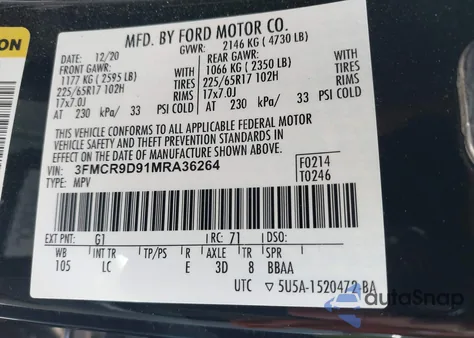 MFD. BY FORD MOTOR CO.
DATE: 12/20 GVWR: 2146 KG ( 4730 LB)
FRONT GAWR: REAR GAWR:
1177 KG ( 2595 LB) WITH 1066 KG ( 2350 LB) WITH
225/65R17 102H TIRES 225/65R17 102H TIRES
17x7.0J RIMS 17x7.0J RIMS
AT 230 kPa/ 33 PSI COLD AT 230 kPa/ 33 PSI COLD
THIS VEHICLE CONFORMS TO ALL APPLICABLE FEDERAL MOTOR
VEHICLE SAFETY AND THEFT PREVENTION STANDARDS IN EFFECT
ON THE DATE OF MANUFACTURE SHOWN ABOVE.
VIN: 3FMCR9D91MRA36264 F0214
TYPE: MPV T0246
EXT PNT: G1 RC: 71 DSO:
WB INT TR TP/PS R AXLE TR SPR
105 LC E 3D 8 BBAA
UTC ▽5U5A-1520472-BA
autoSnap